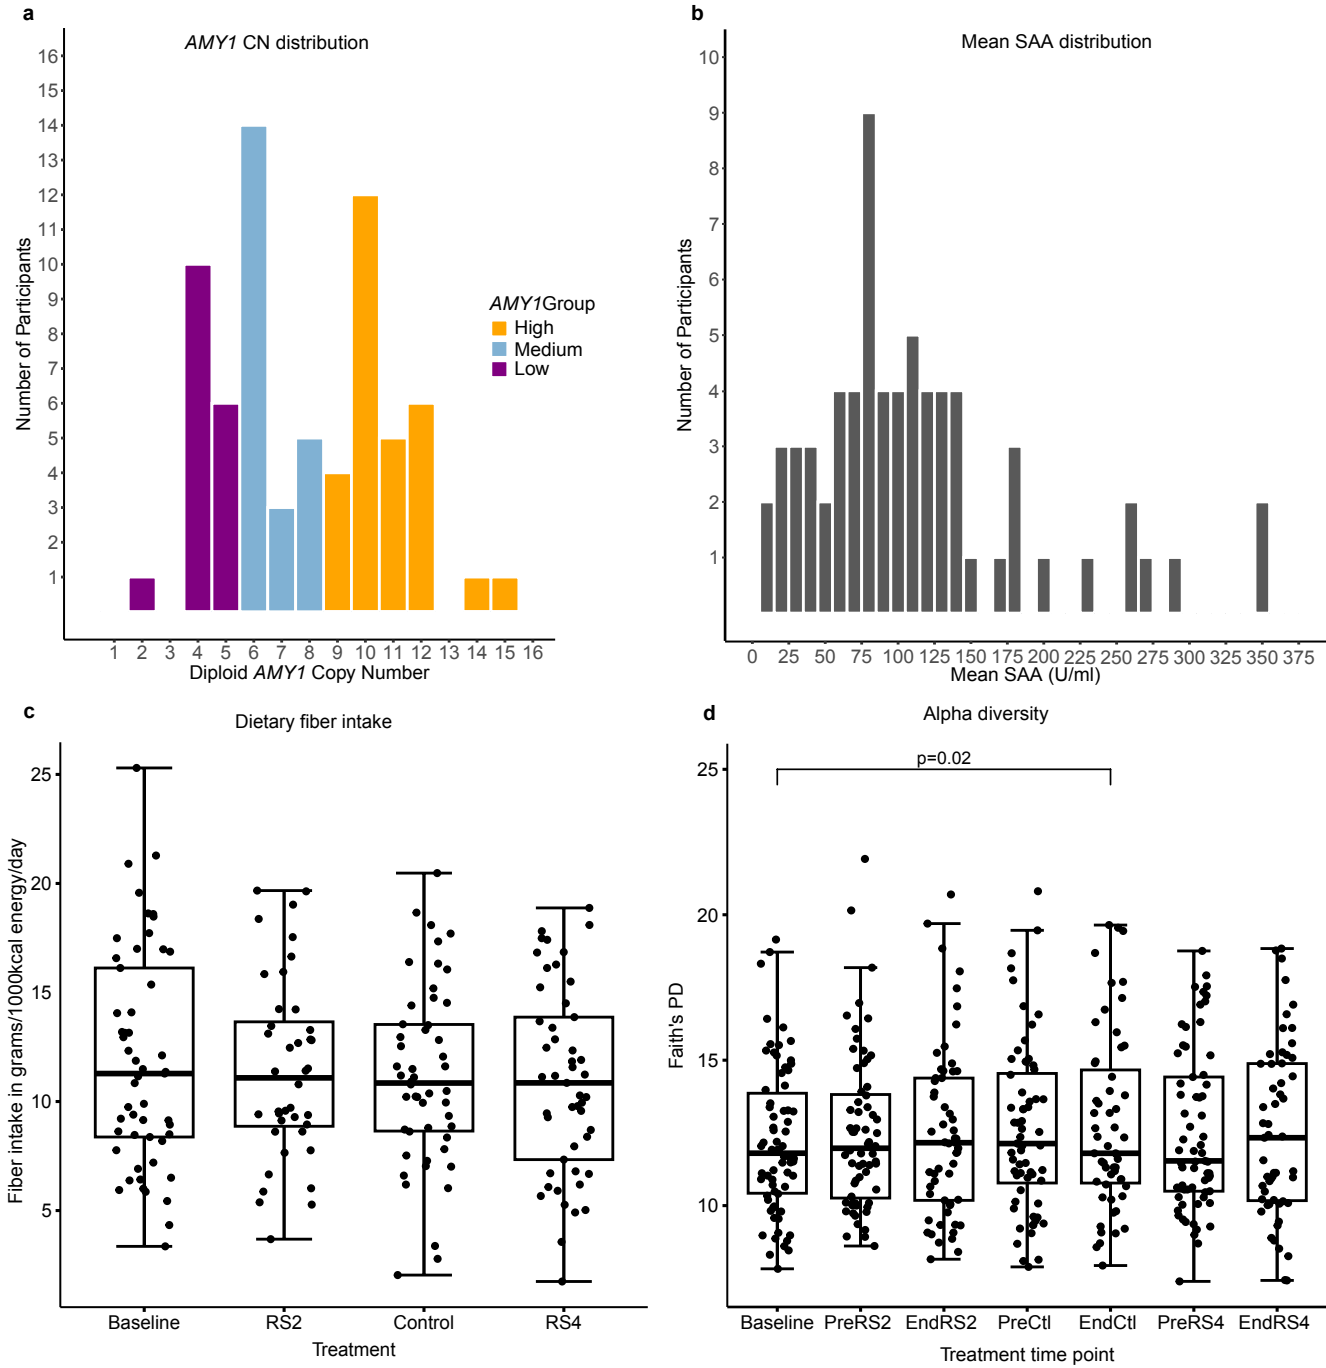 a
AMY1 CN distribution
16
15
14
13
12
11
10
9
8
7
6
5
4
3
2
1
Number of Participants
1 2 3 4 5 6 7 8 9 10 11 12 13 14 15 16
Diploid AMY1 Copy Number
AMY1Group
High
Medium
Low
b
Mean SAA distribution
10
9
8
7
6
5
4
3
2
1
Number of Participants
0 25 50 75 100 125 150 175 200 225 250 275 300 325 350 375
Mean SAA (U/ml)
c
Dietary fiber intake
25
20
15
10
5
Fiber intake in grams/1000kcal energy/day
Baseline RS2 Control RS4
Treatment
d
Alpha diversity
p=0.02
25
20
15
10
Faith's PD
Baseline PreRS2 EndRS2 PreCtl EndCtl PreRS4 EndRS4
Treatment time point